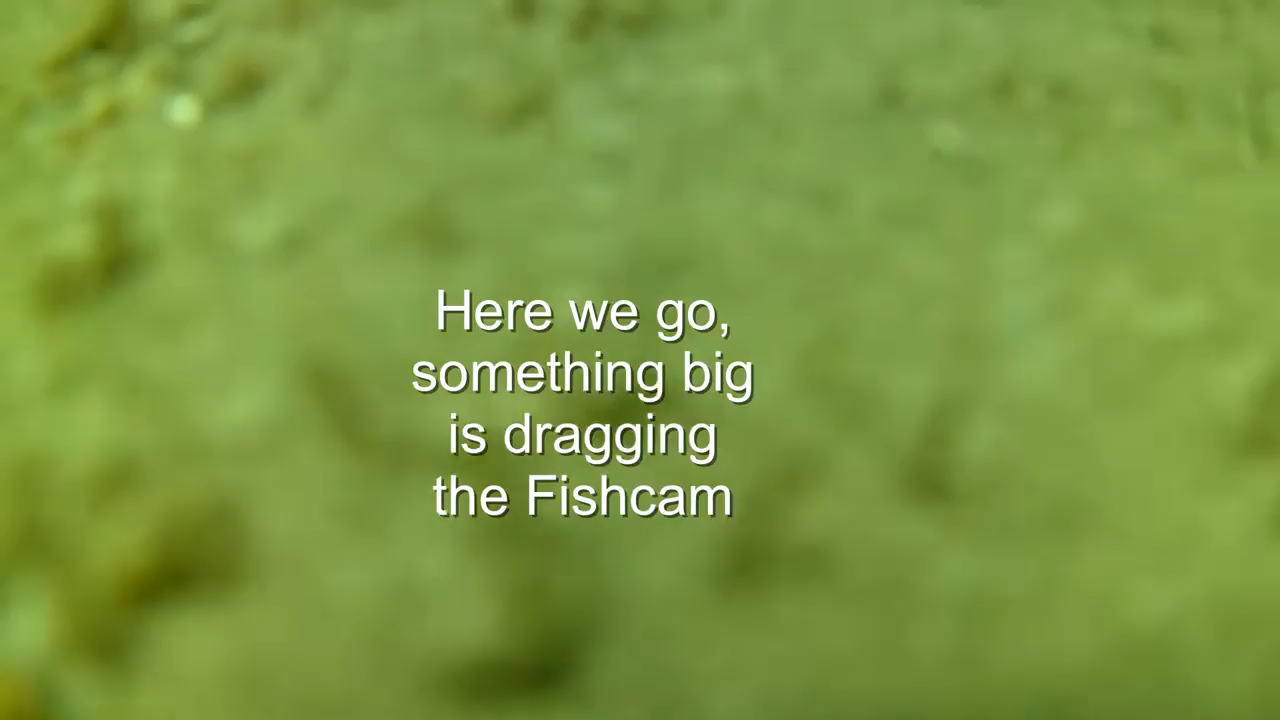 Here we go,
something big
is dragging
the Fishcam